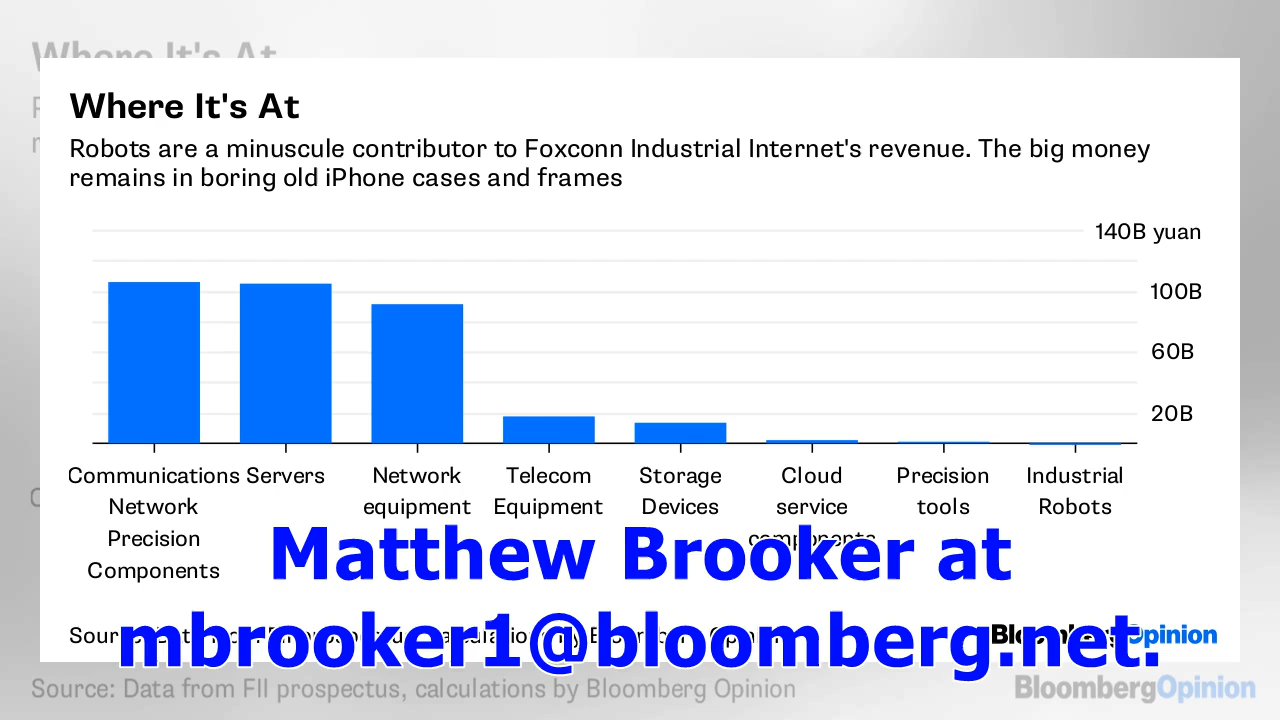 Where It's At
Robots are a minuscule contributor to Foxconn Industrial Internet's revenue. The big money
remains in boring old iPhone cases and frames
140B yuan
100B
60B
20B
Communications Network Precision Components
Servers
Network equipment
Telecom Equipment
Storage Devices
Cloud service components
Precision tools
Industrial Robots
Matthew Brooker at
mbrooker1@bloomberg.net.
Bloomberg Opinion
Source: Data from FII prospectus, calculations by Bloomberg Opinion
BloombergOpinion